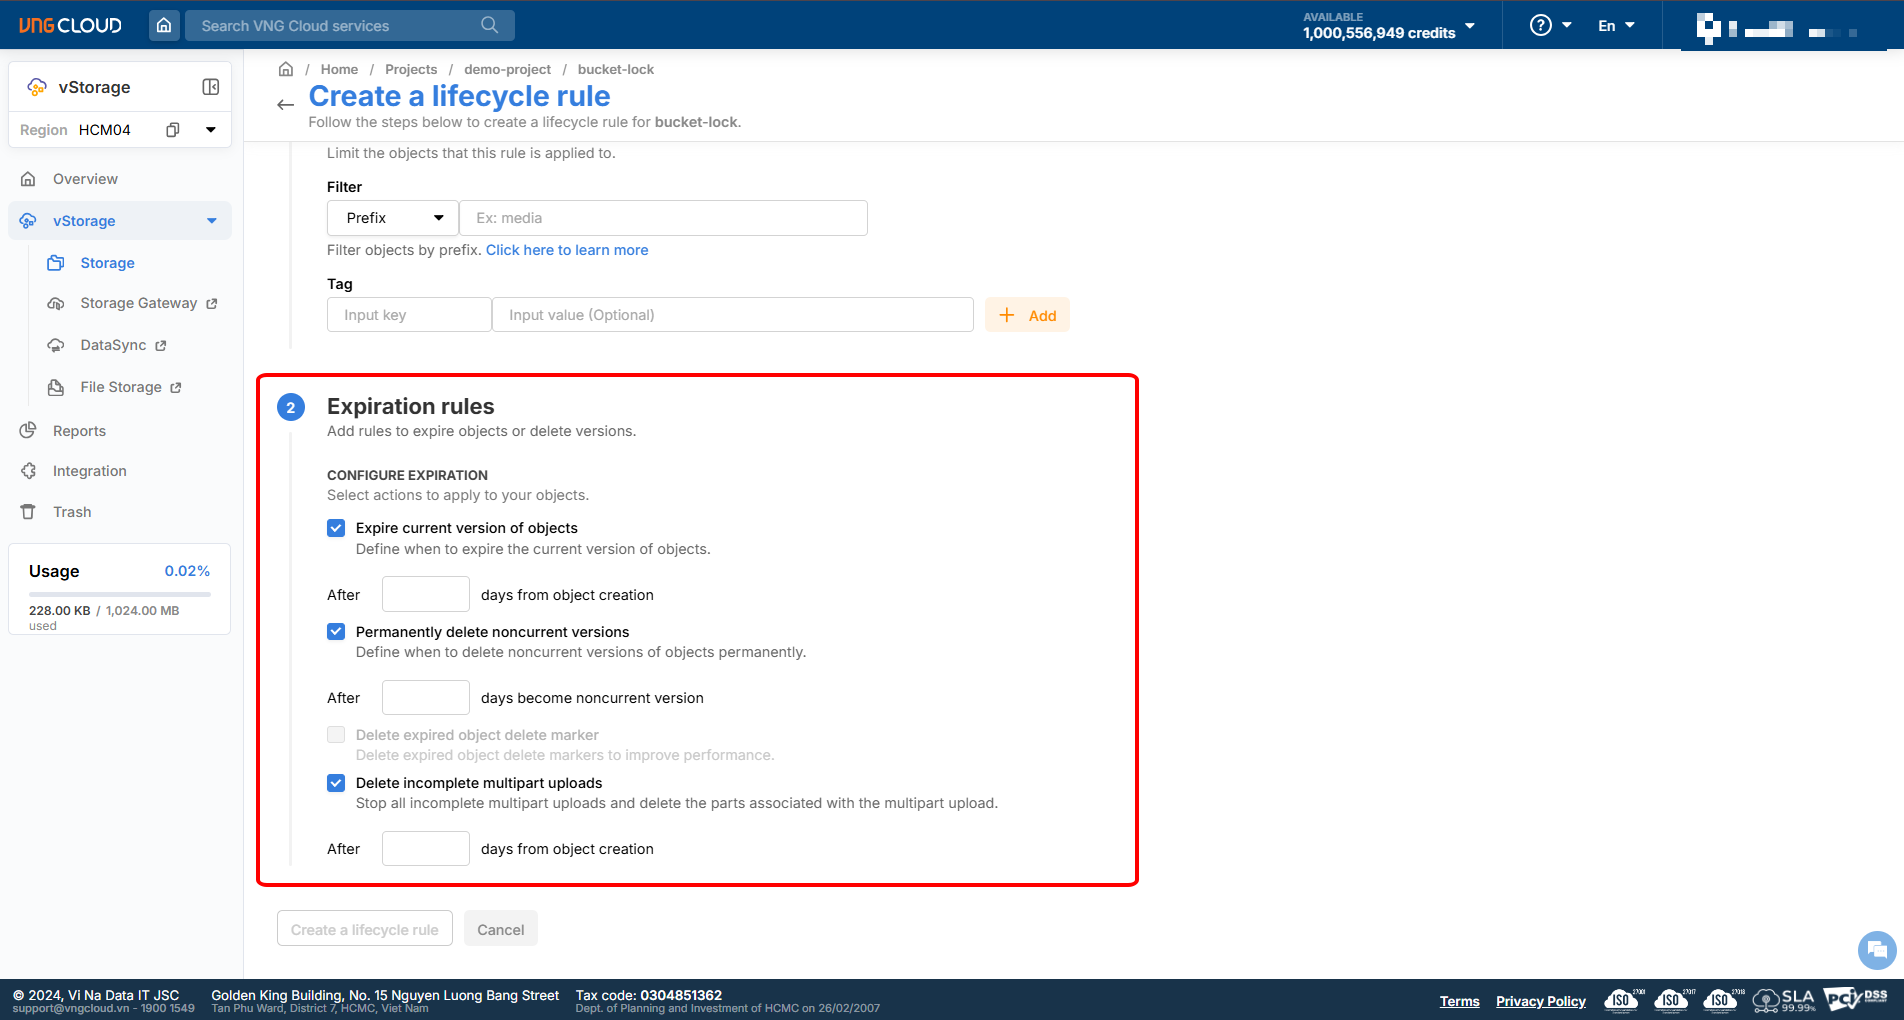 VNG CLOUD
Search VNG Cloud services
AVAILABLE
1,000,556,949 credits
En
vStorage
Region HCM04
Overview
vStorage
Storage
Storage Gateway
DataSync
File Storage
Reports
Integration
Trash
Usage 0.02%
228.00 KB / 1,024.00 MB
used
/ Home / Projects / demo-project / bucket-lock
Create a lifecycle rule
Follow the steps below to create a lifecycle rule for bucket-lock.
Limit the objects that this rule is applied to.
Filter
Prefix Ex: media
Filter objects by prefix. Click here to learn more
Tag
Input key Input value (Optional) + Add
2 Expiration rules
Add rules to expire objects or delete versions.
CONFIGURE EXPIRATION
Select actions to apply to your objects.
Expire current version of objects
Define when to expire the current version of objects.
After days from object creation
Permanently delete noncurrent versions
Define when to delete noncurrent versions of objects permanently.
After days become noncurrent version
Delete expired object delete marker
Delete expired object delete markers to improve performance.
Delete incomplete multipart uploads
Stop all incomplete multipart uploads and delete the parts associated with the multipart upload.
After days from object creation
Create a lifecycle rule Cancel
© 2024, Vi Na Data IT JSC
support@vngcloud.vn - 1900 1549
Golden King Building, No. 15 Nguyen Luong Bang Street
Tan Phu Ward, District 7, HCMC, Viet Nam
Tax code: 0304851362
Dept. of Planning and Investment of HCMC on 26/02/2007
Terms Privacy Policy
ISO 27001
ISO 27017
ISO 27018
SLA 99.99%
PCI DSS